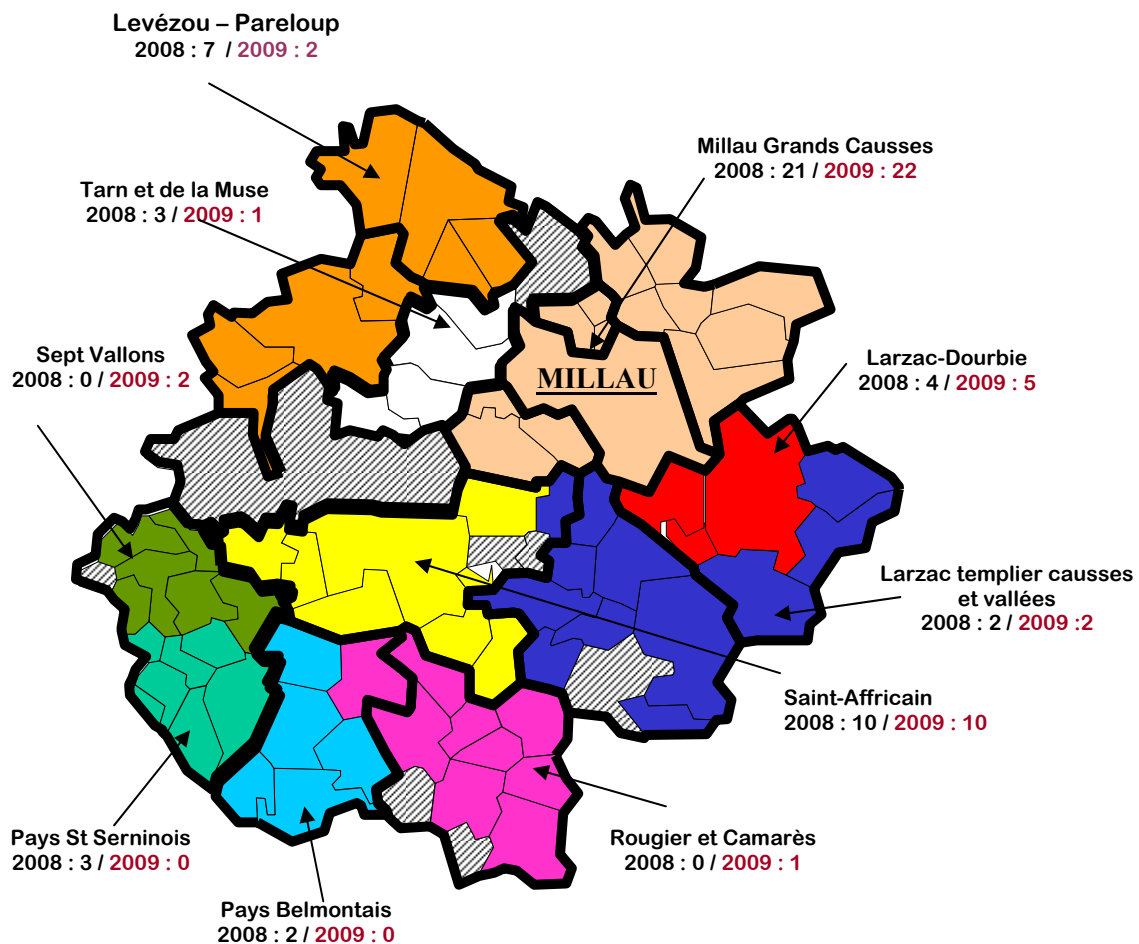 Levézou – Pareloup
2008 : 7 / 2009 : 2
Millau Grands Causses
2008 : 21 / 2009 : 22
Tarn et de la Muse
2008 : 3 / 2009 : 1
Sept Vallons
2008 : 0 / 2009 : 2
MILLAU
Larzac-Dourbie
2008 : 4 / 2009 : 5
Larzac templier causses
et vallées
2008 : 2 / 2009 :2
Saint-Affricain
2008 : 10 / 2009 : 10
Pays St Serninois
2008 : 3 / 2009 : 0
Rougier et Camarès
2008 : 0 / 2009 : 1
Pays Belmontais
2008 : 2 / 2009 : 0